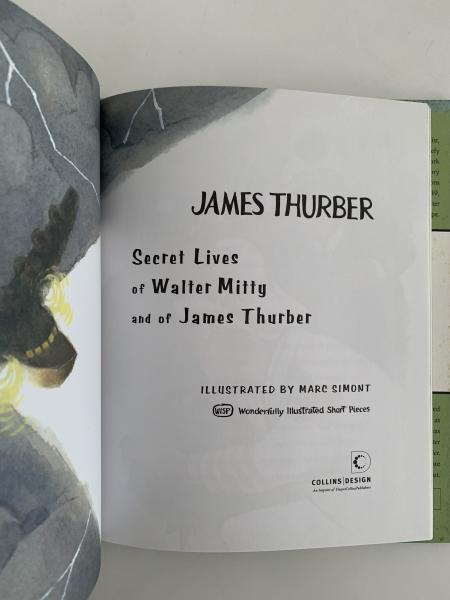 JAMES THURBER
Secret Lives
of Walter Mitty
and of James Thurber
ILLUSTRATED BY MARC SIMONT
WISP Wonderfully Illustrated Short Pieces
COLLINS DESIGN
An Imprint of HarperCollinsPublishers